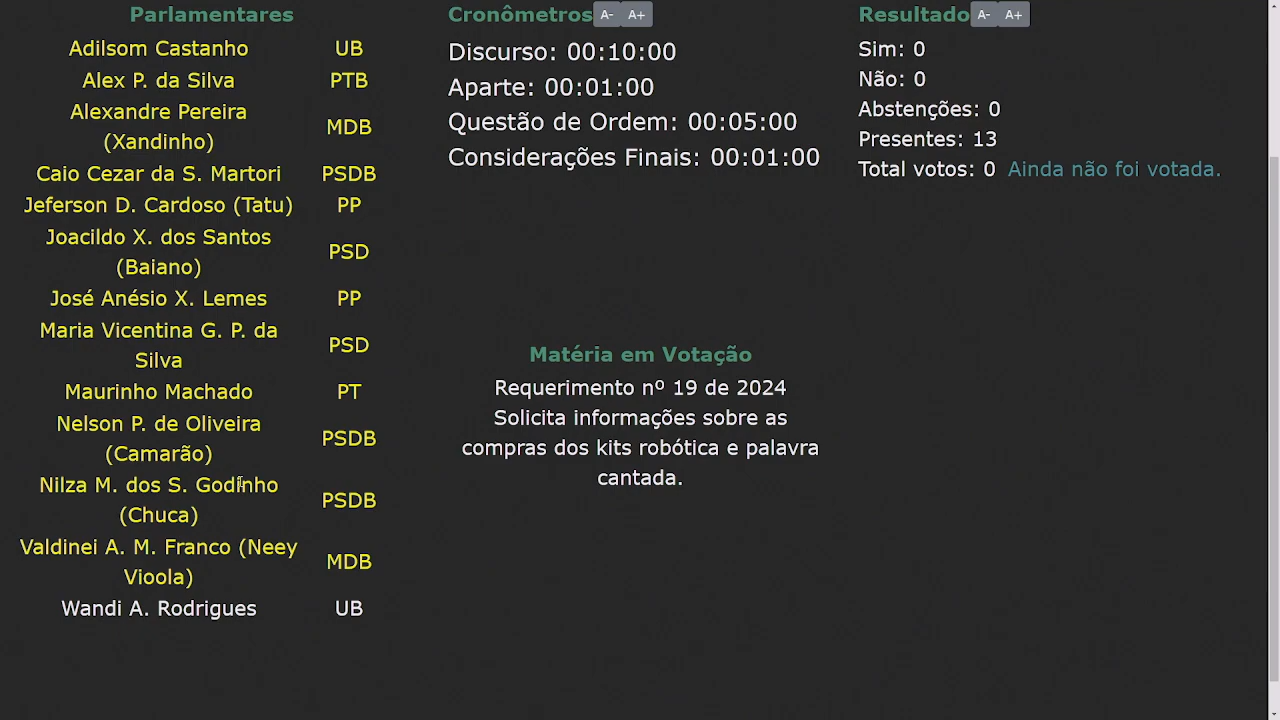 Parlamentares
Adilsom Castanho UB
Alex P. da Silva PTB
Alexandre Pereira
(Xandinho) MDB
Caio Cezar da S. Martori PSDB
Jeferson D. Cardoso (Tatu) PP
Joacildo X. dos Santos
(Baiano) PSD
José Anésio X. Lemes PP
Maria Vicentina G. P. da
Silva PSD
Maurinho Machado PT
Nelson P. de Oliveira
(Camarão) PSDB
Nilza M. dos S. Godinho
(Chuca) PSDB
Valdinei A. M. Franco (Neey
Vioola) MDB
Wandi A. Rodrigues UB
Cronômetros A- A+
Discurso: 00:10:00
Aparte: 00:01:00
Questão de Ordem: 00:05:00
Considerações Finais: 00:01:00
Matéria em Votação
Requerimento nº 19 de 2024
Solicita informações sobre as
compras dos kits robótica e palavra
cantada.
Resultado A- A+
Sim: 0
Não: 0
Abstenções: 0
Presentes: 13
Total votos: 0 Ainda não foi votada.